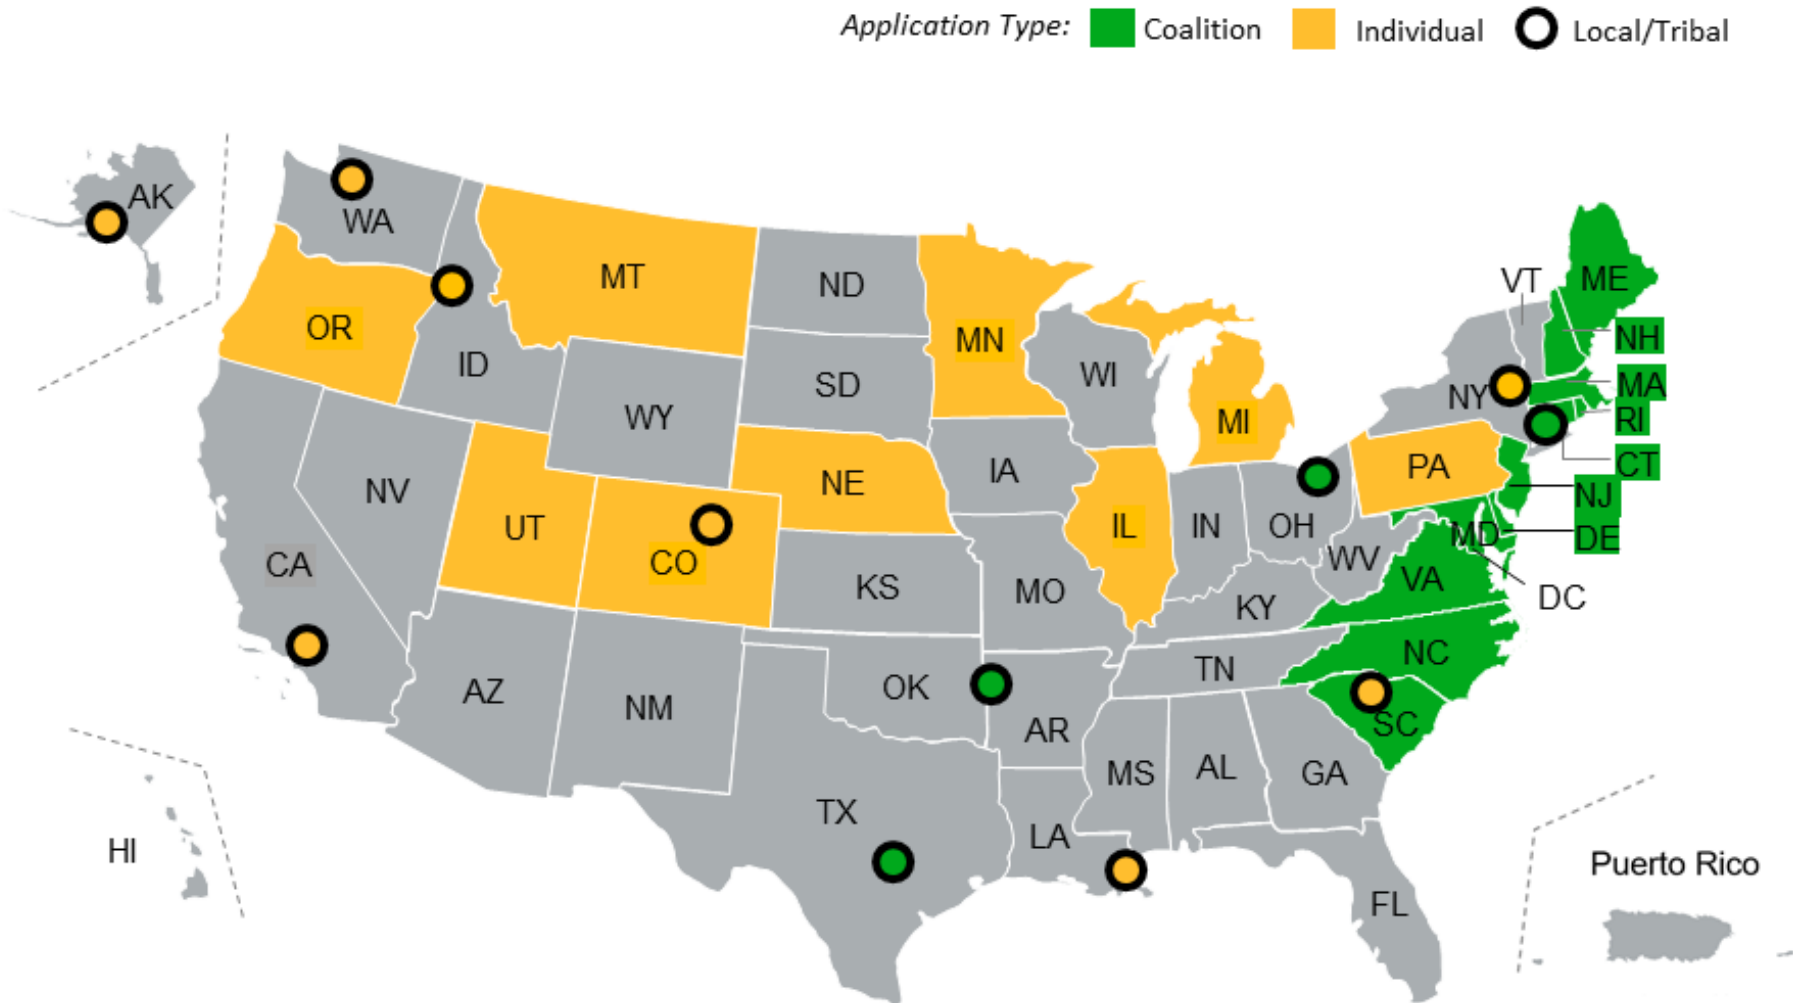 Application Type: Coalition Individual Local/Tribal
AK
WA
MT
ND
MN
VT
ME
OR
NH
ID
SD
WI
MA
NY
WY
MI
RI
CT
IA
PA
NE
NV
NJ
UT
IL
IN
OH
MD
DE
CO
CA
WV
VA
DC
KS
MO
KY
NC
TN
OK
AZ
NM
SC
AR
MS
AL
GA
TX
LA
HI
Puerto Rico
FL